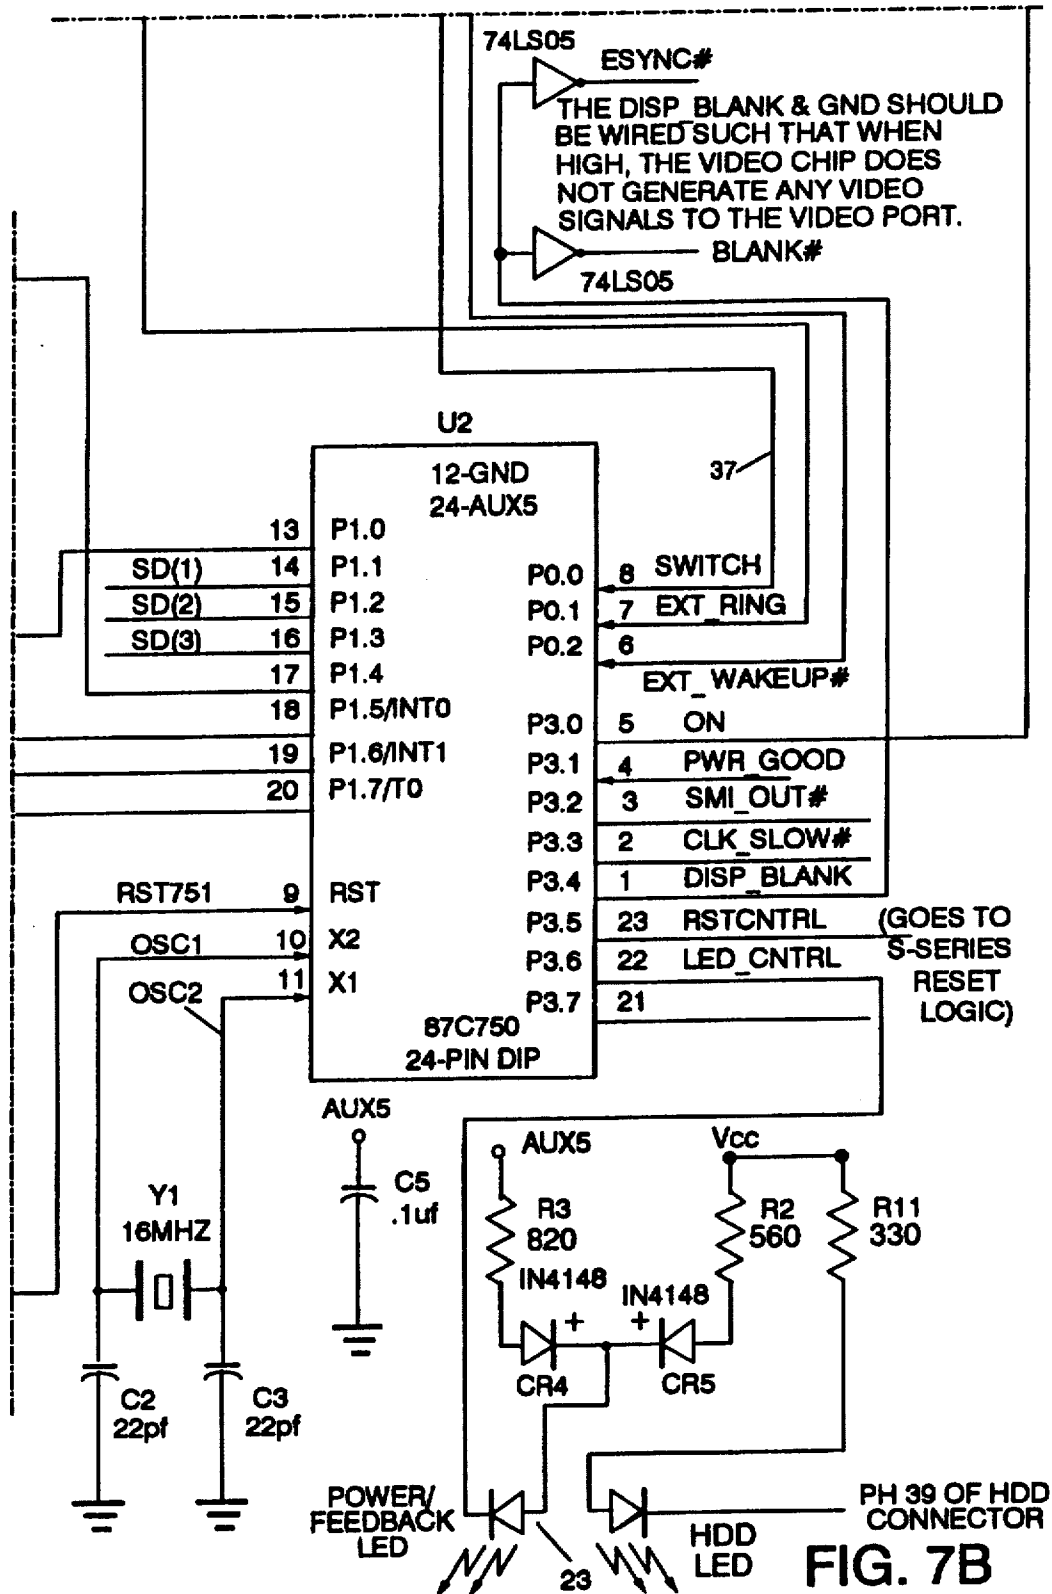 74LS05
ESYNC#
THE DISP_BLANK & GND SHOULD
BE WIRED SUCH THAT WHEN
HIGH, THE VIDEO CHIP DOES
NOT GENERATE ANY VIDEO
SIGNALS TO THE VIDEO PORT.
BLANK#
74LS05
U2
12-GND
24-AUX5
37
13 P1.0
SD(1) 14 P1.1
SD(2) 15 P1.2
SD(3) 16 P1.3
17 P1.4
18 P1.5/INT0
19 P1.6/INT1
20 P1.7/T0
P0.0 8 SWITCH
P0.1 7 EXT_RING
P0.2 6
EXT_WAKEUP#
P3.0 5 ON
P3.1 4 PWR_GOOD
P3.2 3 SMI_OUT#
P3.3 2 CLK_SLOW#
P3.4 1 DISP_BLANK
P3.5 23 RSTCNTRL
P3.6 22 LED_CNTRL
P3.7 21
(GOES TO
S-SERIES
RESET
LOGIC)
RST751 9 RST
OSC1 10 X2
OSC2 11 X1
87C750
24-PIN DIP
AUX5
C5
.1uf
AUX5
Vcc
Y1
16MHZ
R3
820
R2
560
R11
330
IN4148
IN4148
+
+
CR4
CR5
C2
22pf
C3
22pf
POWER/
FEEDBACK
LED
23
HDD
LED
PH 39 OF HDD
CONNECTOR
FIG. 7B